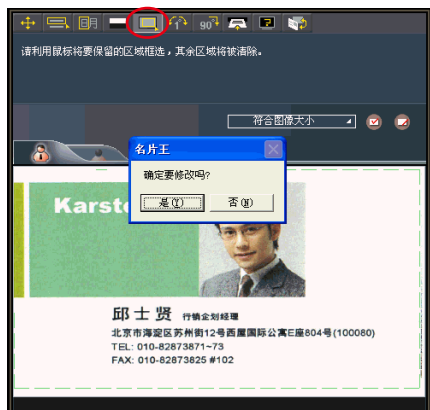 90°
请利用鼠标将要保留的区域框选，其余区域将被清除。
符合图像大小
名片王
确定要修改吗?
是(Y)
否(N)
Karst
邱士贤 行销企划经理
北京市海淀区苏州街12号西屋国际公寓E座804号(100080)
TEL: 010-82873871~73
FAX: 010-82873825 #102